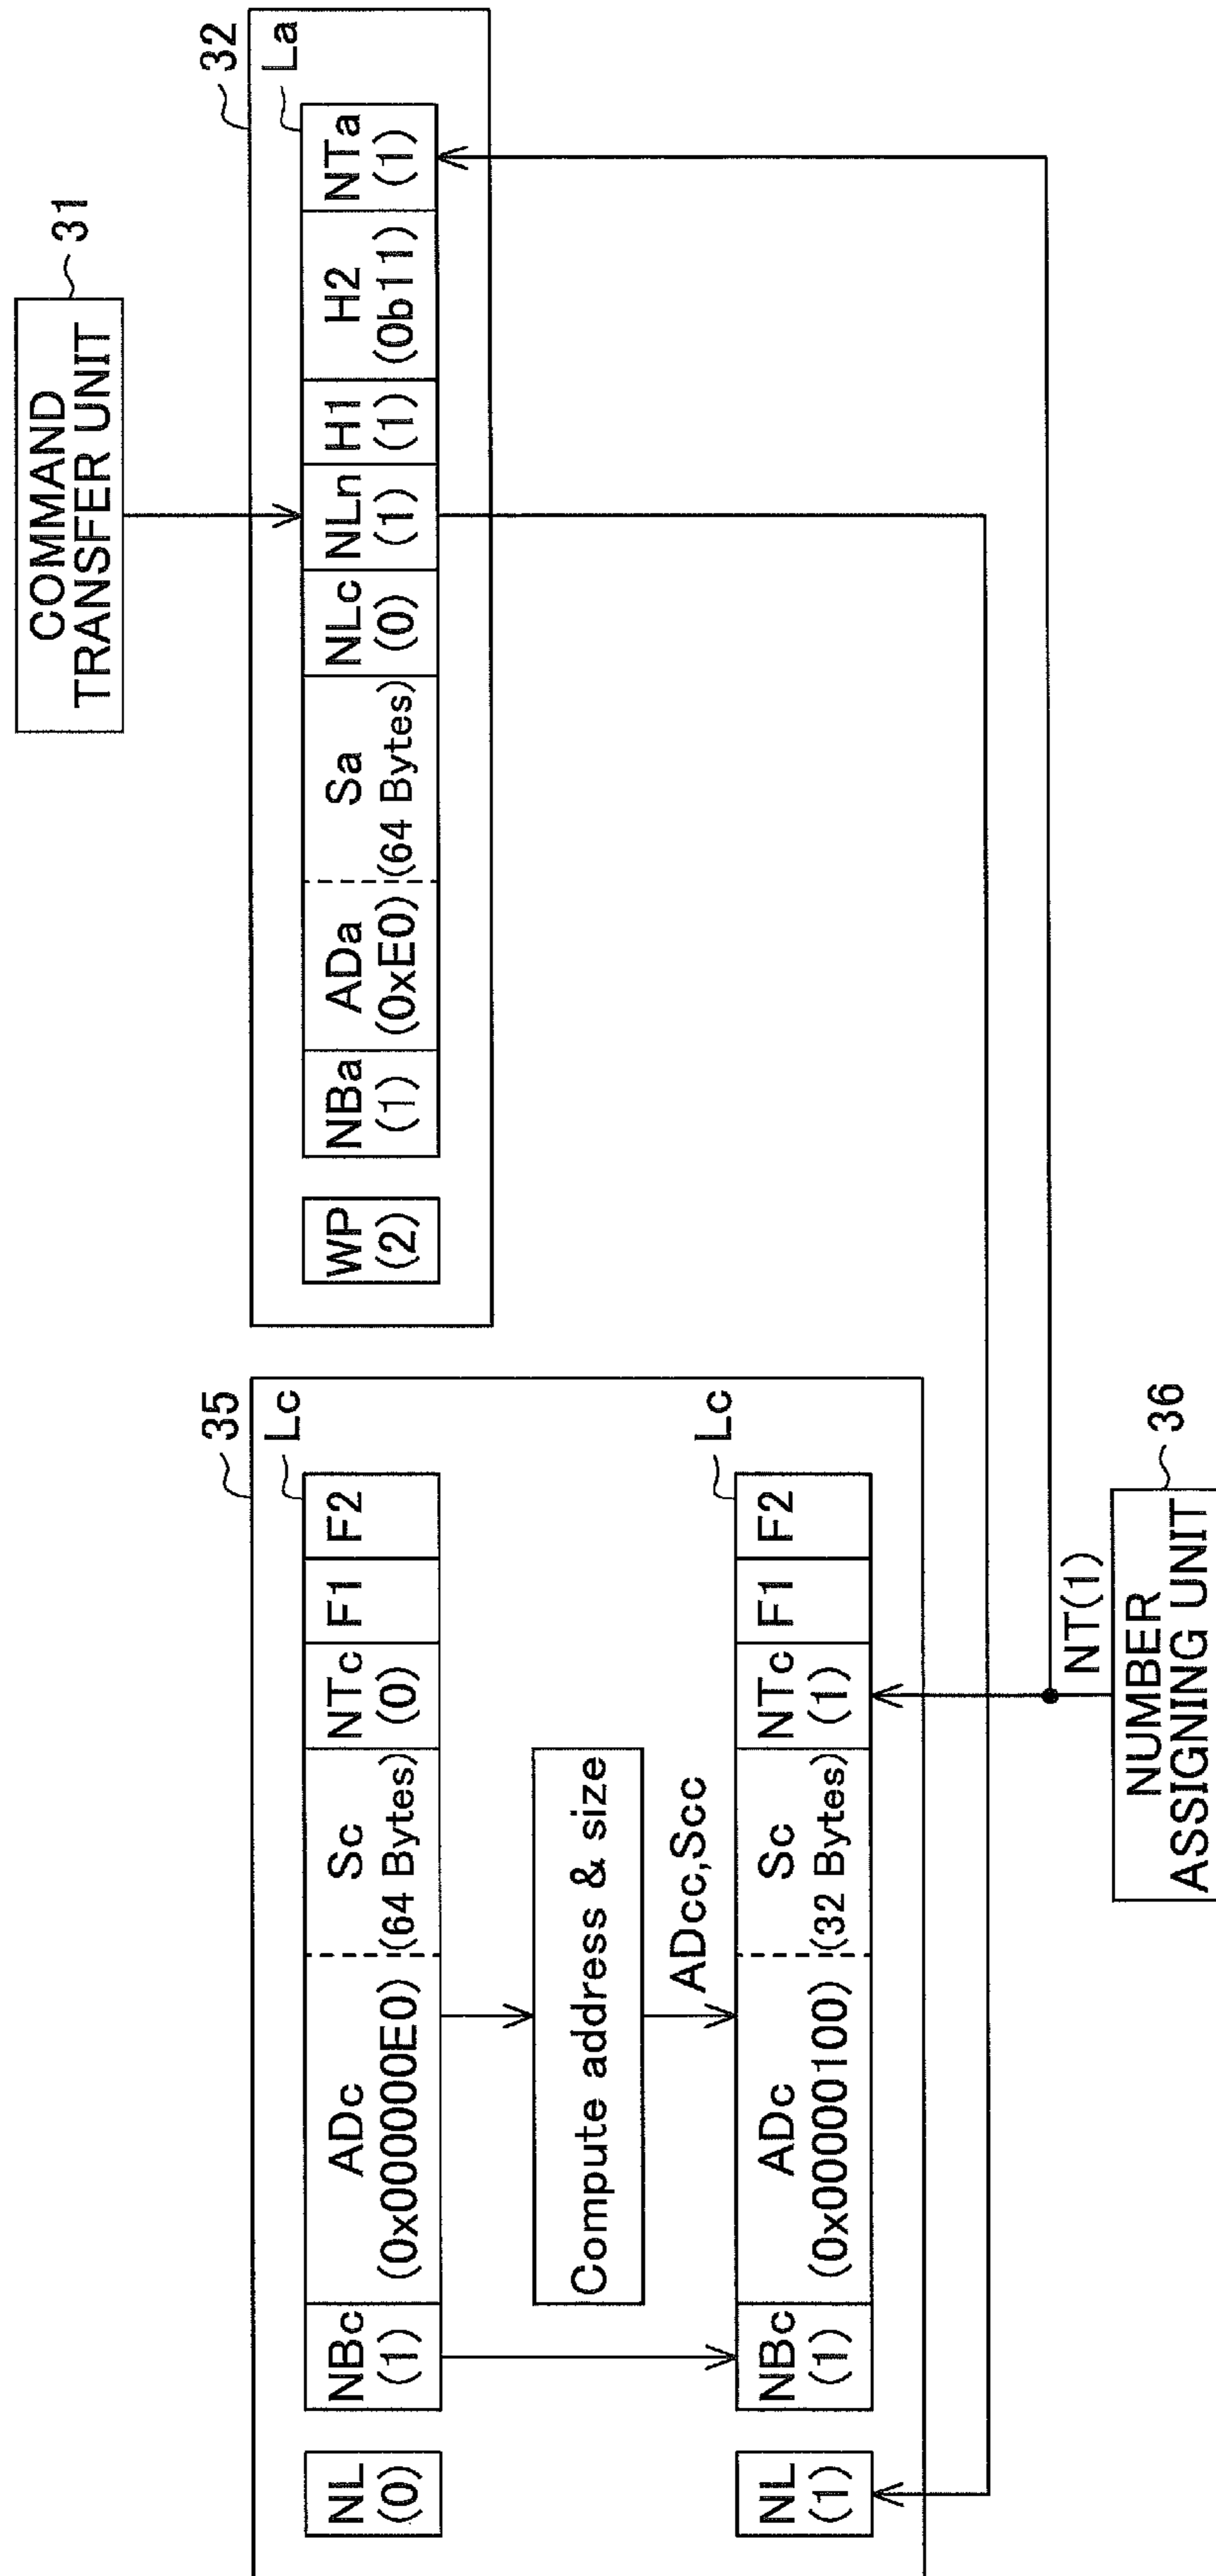 COMMAND
TRANSFER UNIT
31
32
La
WP
(2)
NBa
(1)
ADa
(0xE0)
Sa
(64 Bytes)
NLc
(0)
NLn
(1)
H1
(1)
H2
(0b11)
NTa
(1)
35
Lc
NL
(0)
NBc
(1)
ADc
(0x000000E0)
Sc
(64 Bytes)
NTc
(0)
F1
F2
Compute address & size
ADcc,Scc
Lc
NL
(1)
NBc
(1)
ADc
(0x00000100)
Sc
(32 Bytes)
NTc
(1)
F1
F2
NT(1)
NUMBER
ASSIGNING UNIT
36